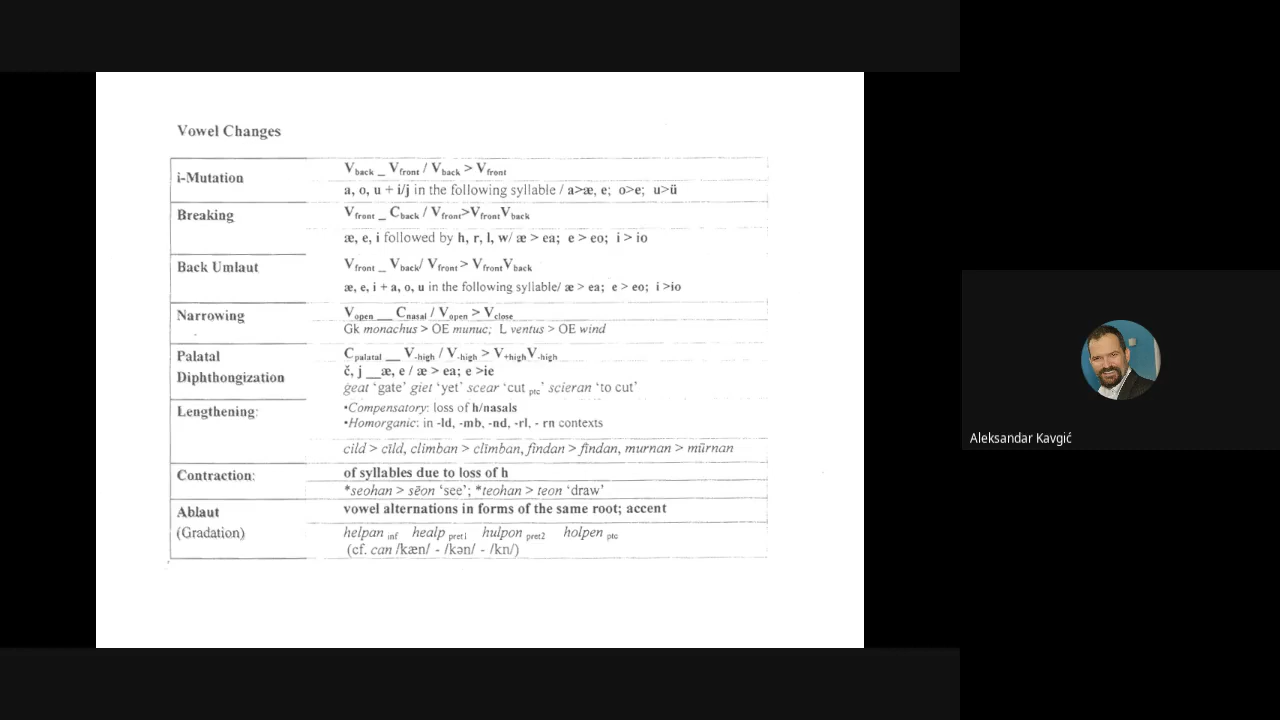 Vowel Changes
i-Mutation
Vback _ Vfront / Vback > Vfront
a, o, u + i/j in the following syllable / a>æ, e; o>e; u>ü
Breaking
Vfront _ Cback / Vfront>VfrontVback
æ, e, i followed by h, r, l, w/ æ > ea; e > eo; i > io
Back Umlaut
Vfront _ Vback/ Vfront > VfrontVback
æ, e, i + a, o, u in the following syllable/ æ > ea; e > eo; i >io
Narrowing
Vopen __ Cnasal / Vopen > Vclose
Gk monachus > OE munuc; L ventus > OE wind
Palatal
Diphthongization
Cpalatal __ V-high / V-high > V+highV-high
č, j __æ, e / æ > ea; e >ie
geat ‘gate’ giet ‘yet’ scear ‘cut ptc’ scieran ‘to cut’
Lengthening:
•Compensatory: loss of h/nasals
•Homorganic: in -ld, -mb, -nd, -rl, - rn contexts
cild > cīld, climban > clīmban, findan > fīndan, murnan > mūrnan
Contraction:
of syllables due to loss of h
*seohan > sēon ‘see’; *teohan > teon ‘draw’
Ablaut
(Gradation)
vowel alternations in forms of the same root; accent
helpan inf healp pret1 hulpon pret2 holpen ptc
(cf. can /kæn/ - /kən/ - /kn/)
Aleksandar Kavgić